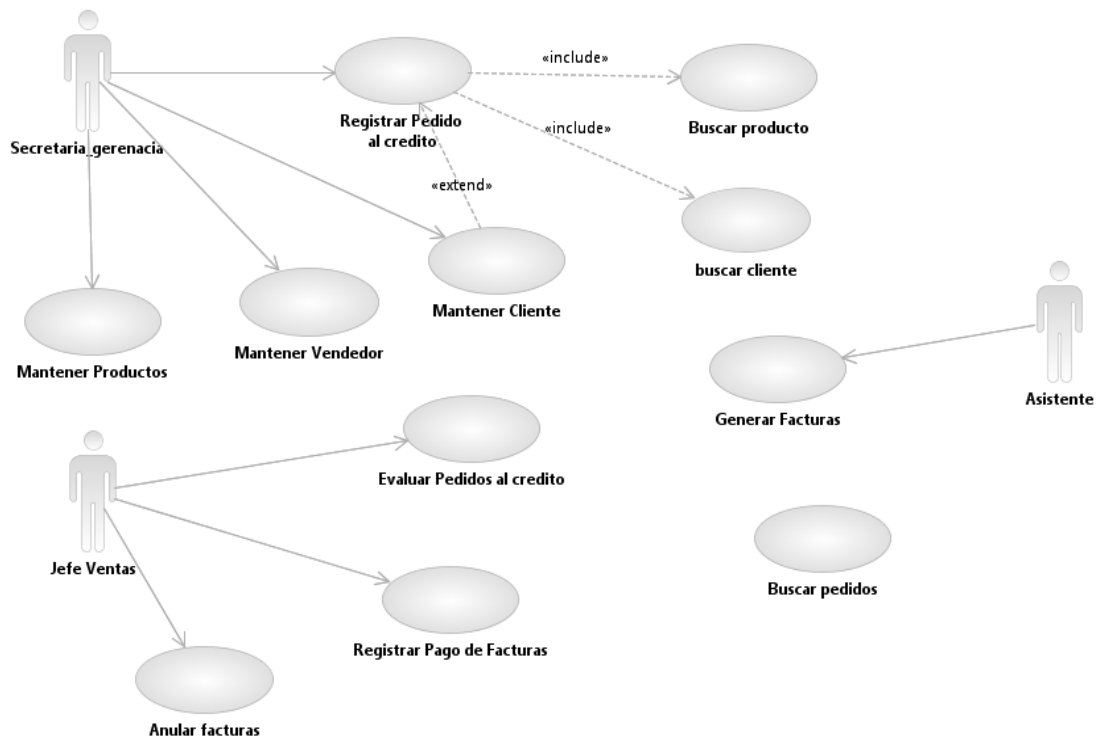 «include»
Registrar Pedido
al credito
Buscar producto
«include»
Secretaria_gerenacia
«extend»
buscar cliente
Mantener Cliente
Mantener Vendedor
Mantener Productos
Asistente
Generar Facturas
Evaluar Pedidos al credito
Jefe Ventas
Buscar pedidos
Registrar Pago de Facturas
Anular facturas